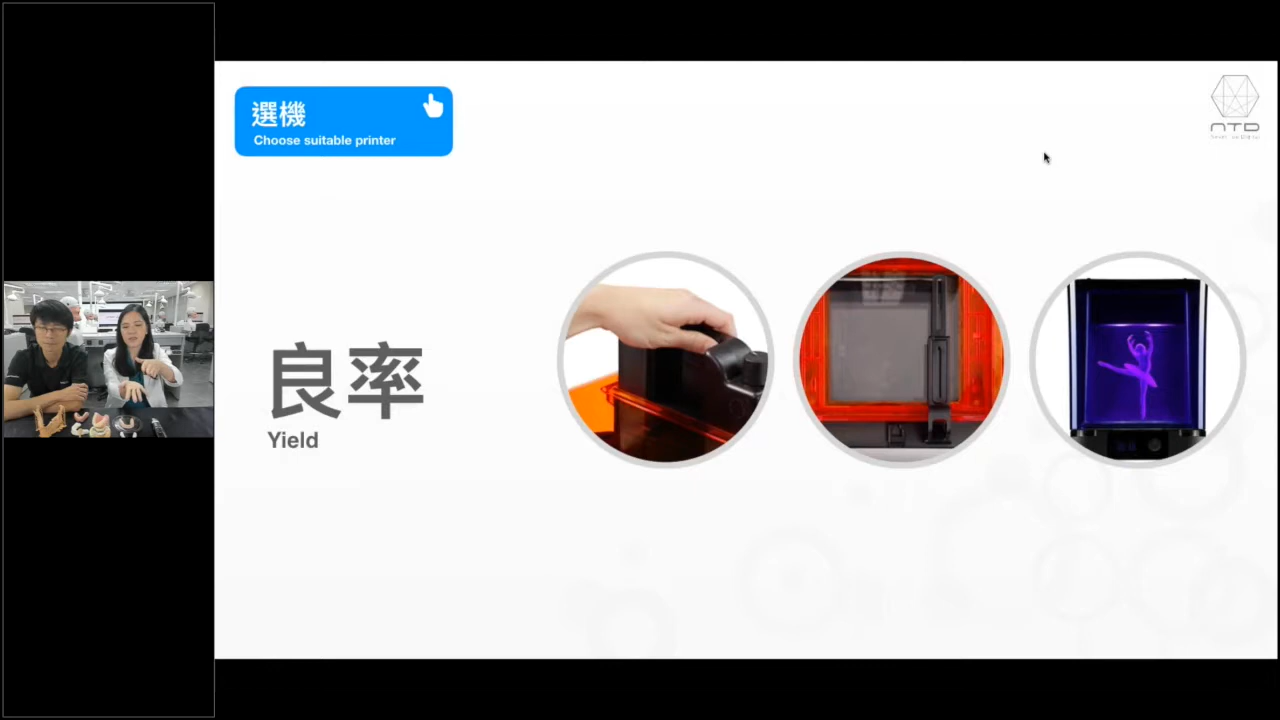 選機
Choose suitable printer
NTD
良率
Yield